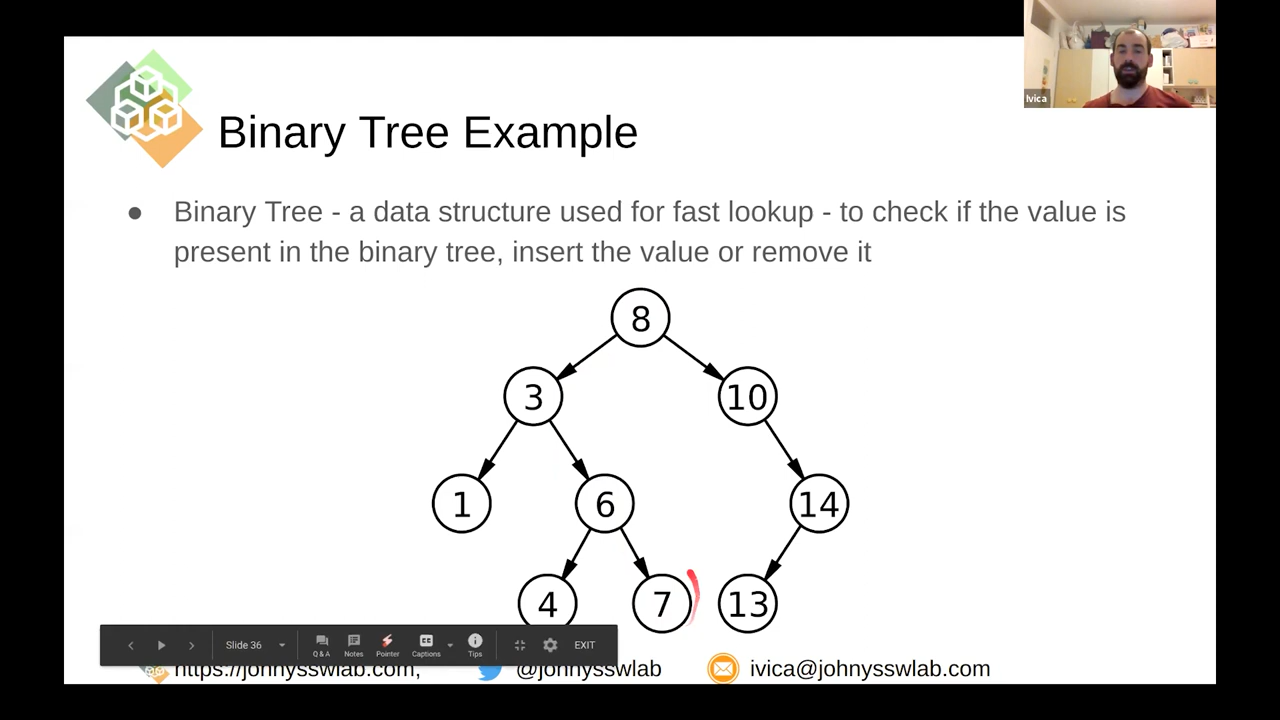 Ivica
Binary Tree Example
● Binary Tree - a data structure used for fast lookup - to check if the value is
present in the binary tree, insert the value or remove it
8
3 10
1 6 14
4 7 13
Slide 36 Q & A Notes Pointer Captions Tips EXIT
https://johnysswlab.com, @johnysswlab ivica@johnysswlab.com